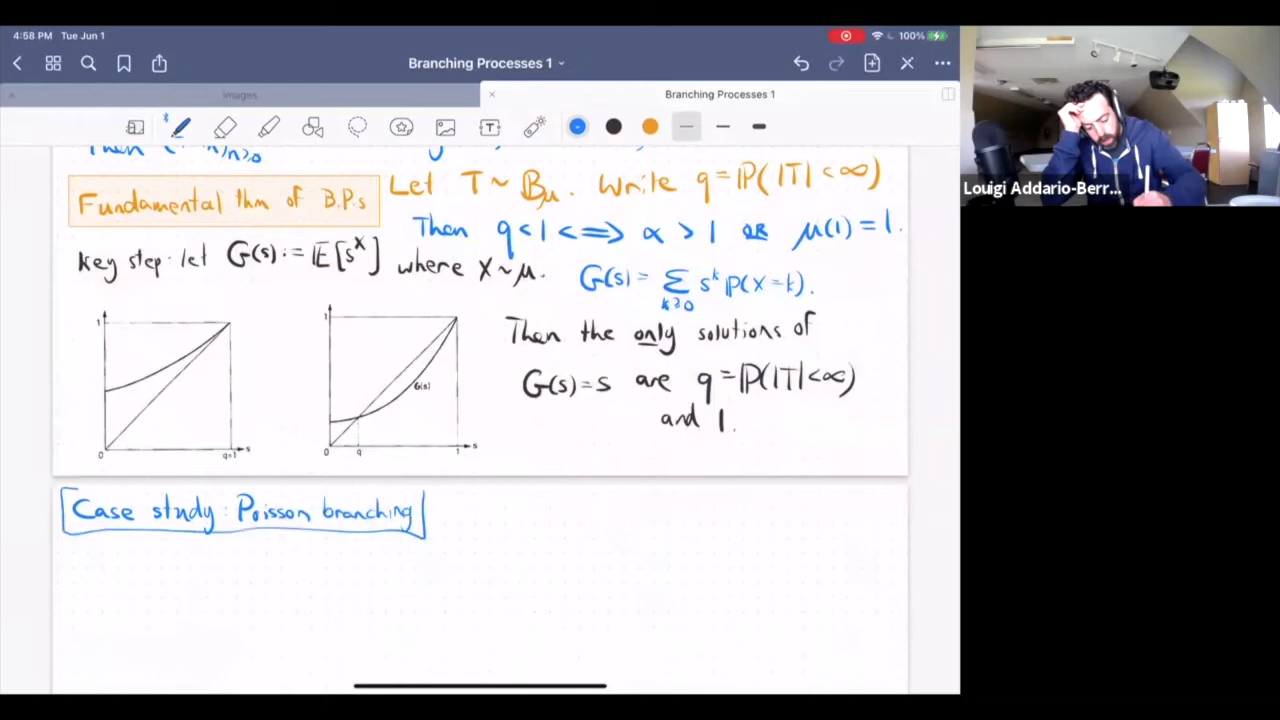 4:58 PM Tue Jun 1
100%
Branching Processes 1
Images
Branching Processes 1
Then
Fundamental thm of B.P.s
Let T ~ Bμ. Write q = ℙ(|T| < ∞)
Then q < 1 <=> α > 1 OR μ(1) = 1.
Key step: let G(s) := 𝔼[s^X] where X ~ μ.
G(s) = Σ_{k≥0} s^k ℙ(X = k).
1
0
q=1
s
1
G(s)
0
q
1
s
Then the only solutions of
G(s) = s are q = ℙ(|T| < ∞)
and 1.
Case study: Poisson branching
Louigi Addario-Berr...